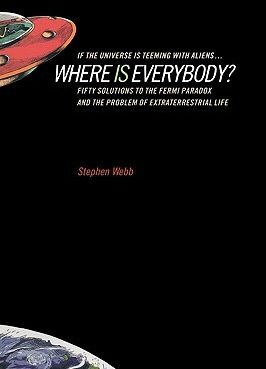 IF THE UNIVERSE IS TEEMING WITH ALIENS...
WHERE IS EVERYBODY?
FIFTY SOLUTIONS TO THE FERMI PARADOX
AND THE PROBLEM OF EXTRATERRESTRIAL LIFE
Stephen Webb